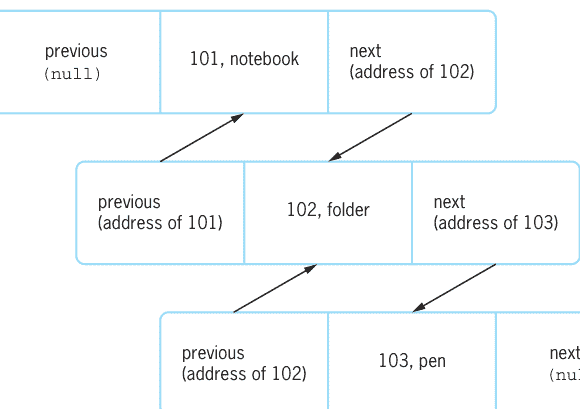 previous
(null)
101, notebook
next
(address of 102)
previous
(address of 101)
102, folder
next
(address of 103)
previous
(address of 102)
103, pen
next